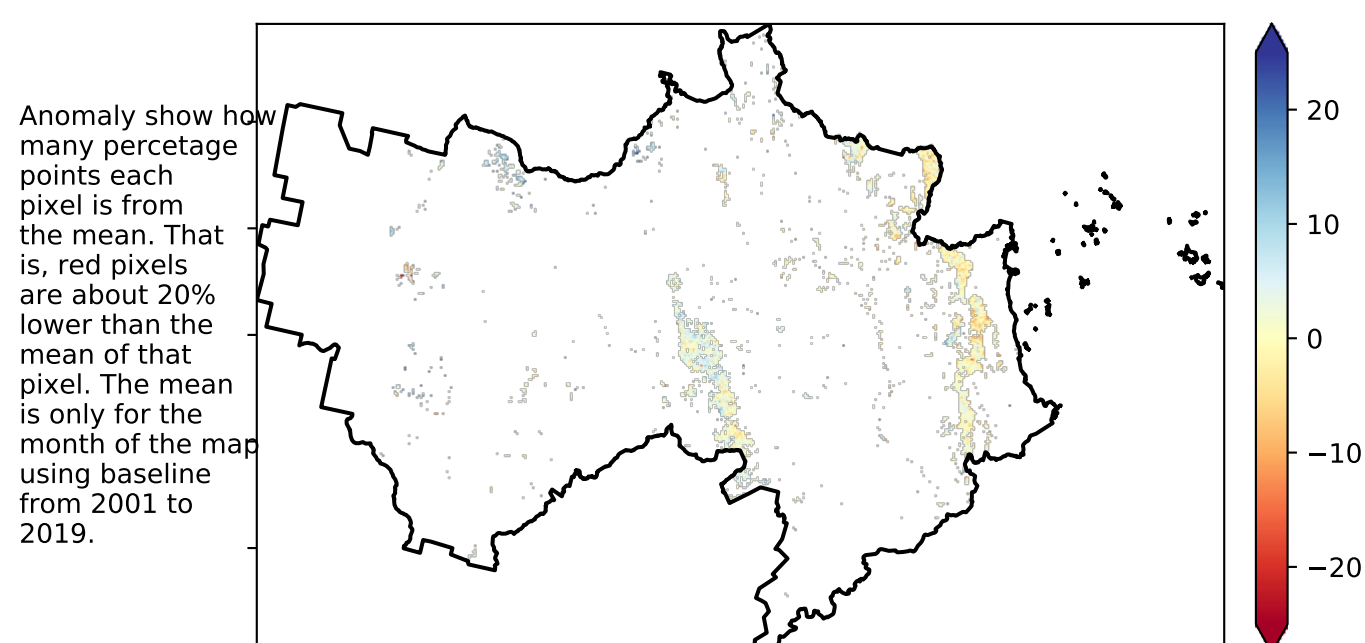 Anomaly show how
many percetage
points each
pixel is from
the mean. That
is, red pixels
are about 20%
lower than the
mean of that
pixel. The mean
is only for the
month of the map
using baseline
from 2001 to
2019.
20
10
0
−10
−20